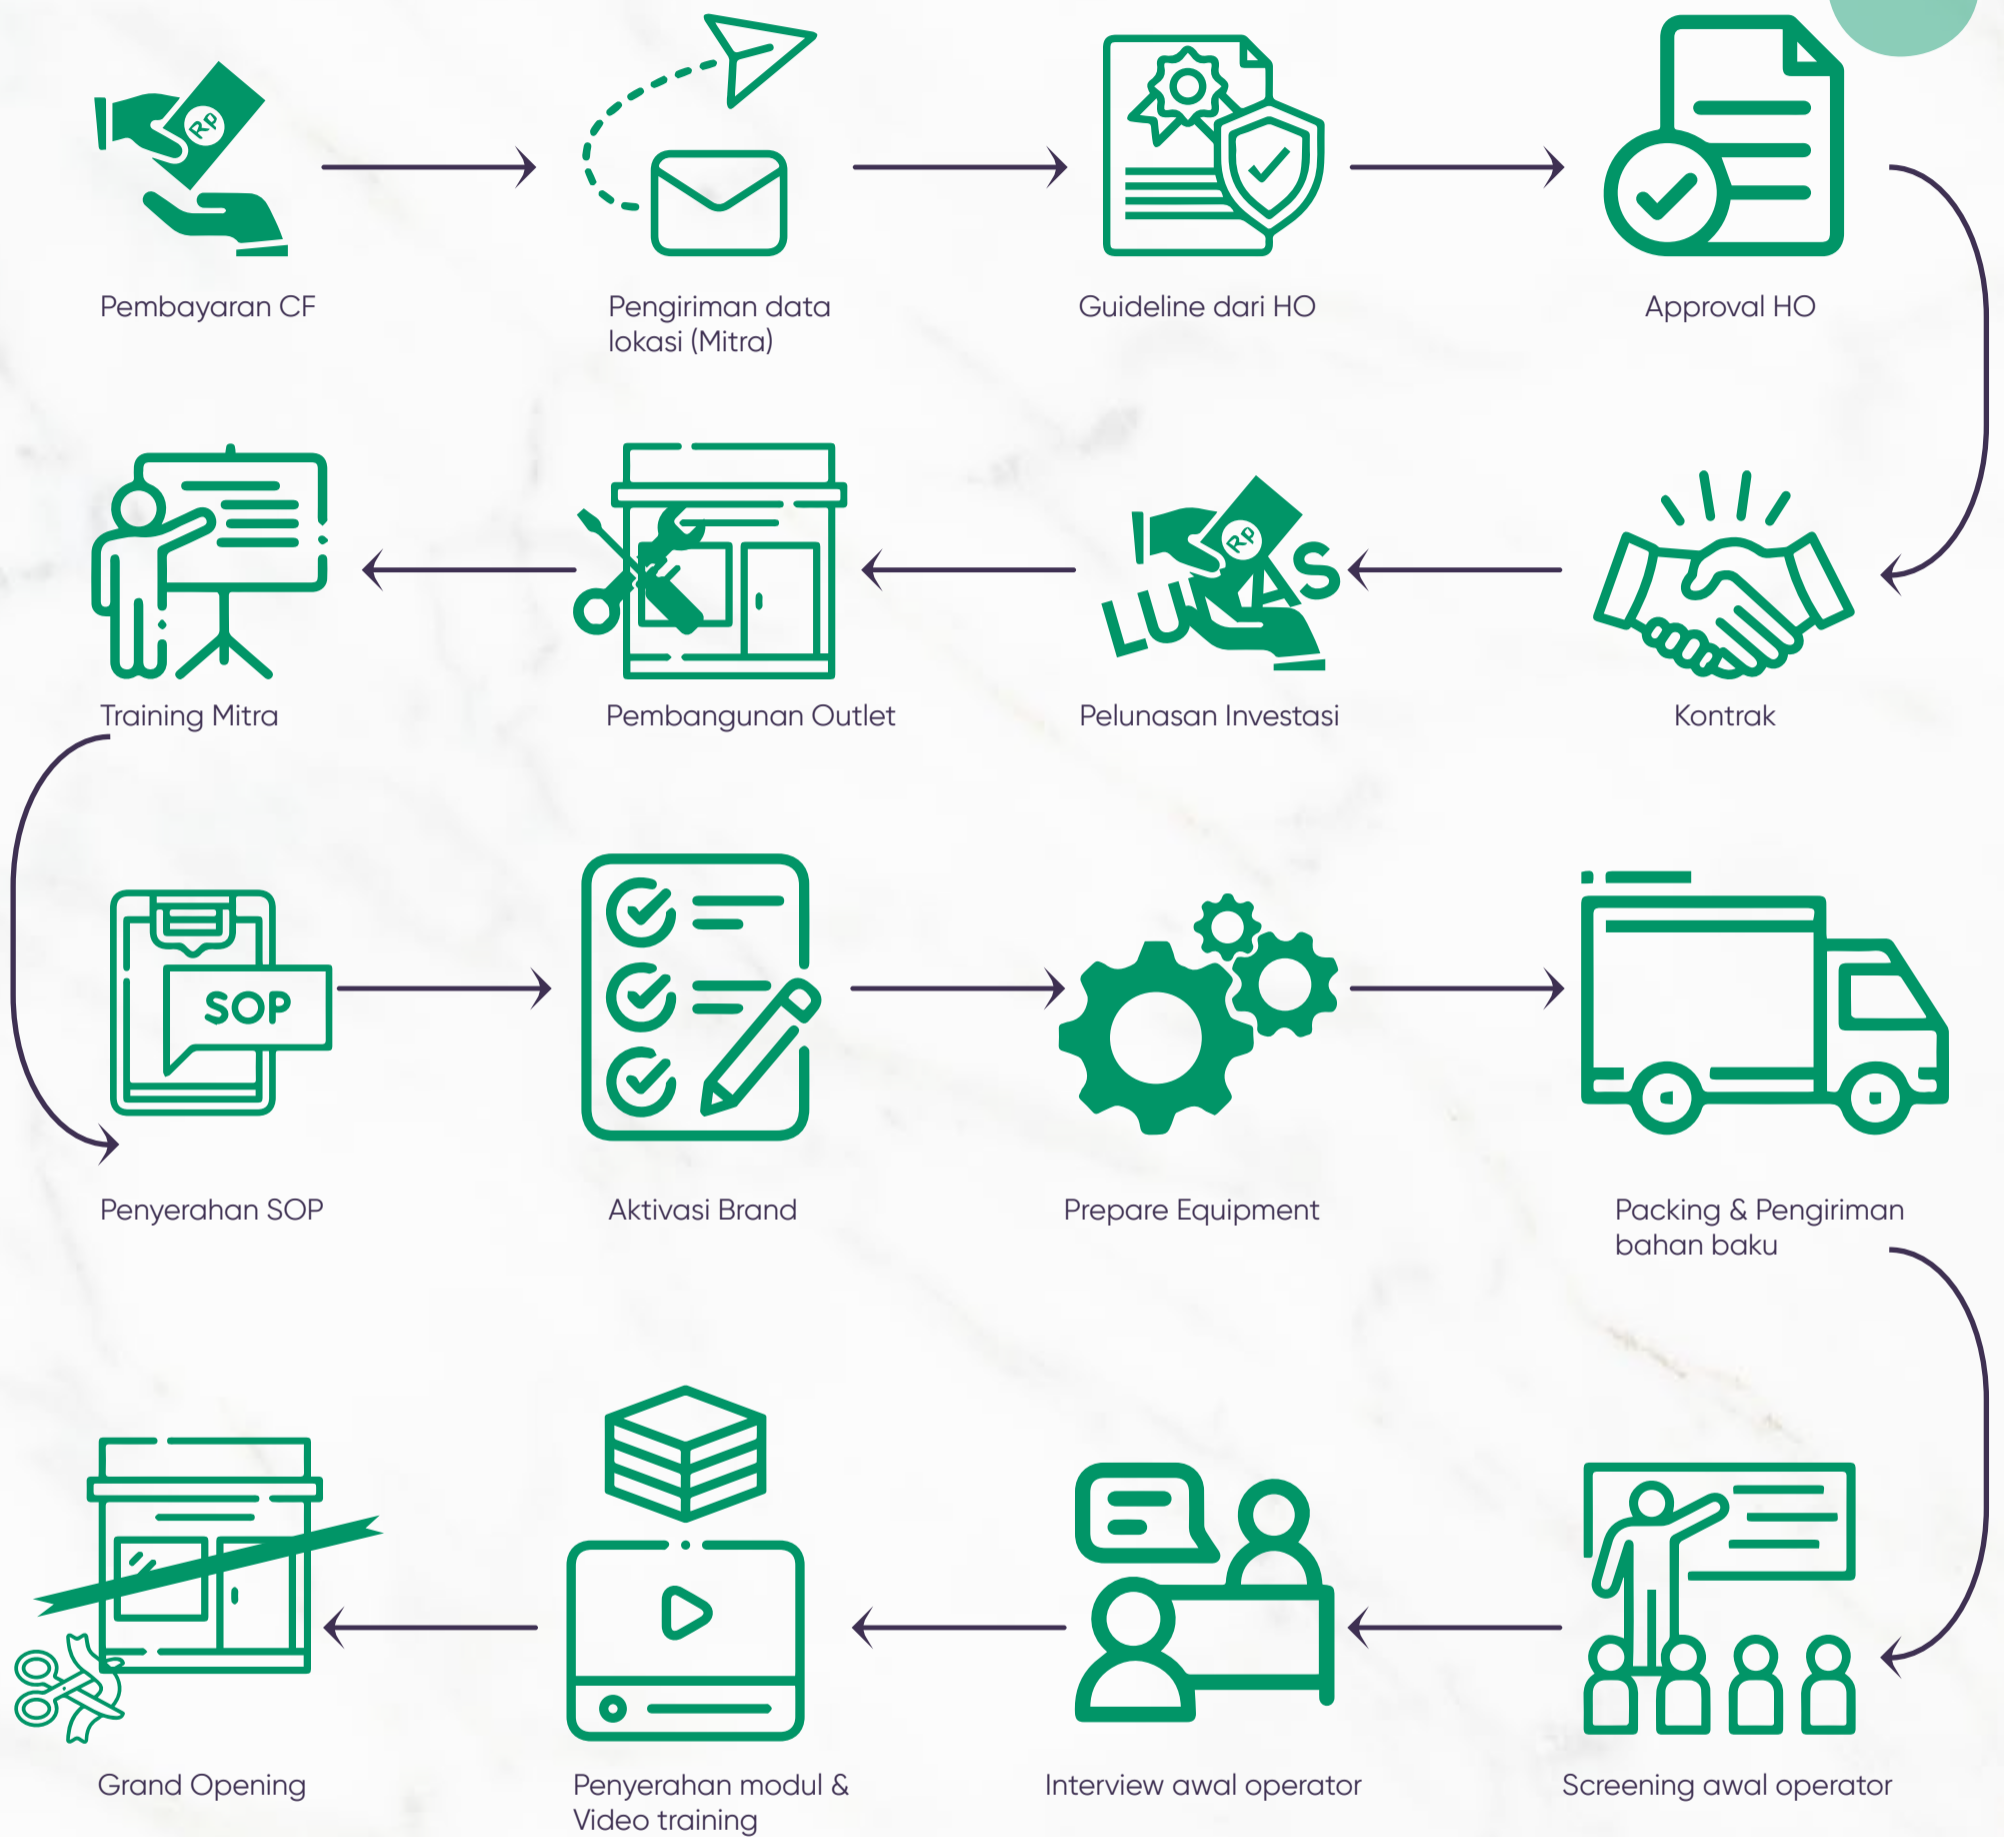 Rp
Pembayaran CF
Pengiriman data
lokasi (Mitra)
Guideline dari HO
Approval HO
Kontrak
Rp
LUNAS
Pelunasan Investasi
Pembangunan Outlet
Training Mitra
SOP
Penyerahan SOP
Aktivasi Brand
Prepare Equipment
Packing & Pengiriman
bahan baku
Screening awal operator
Interview awal operator
Penyerahan modul &
Video training
Grand Opening